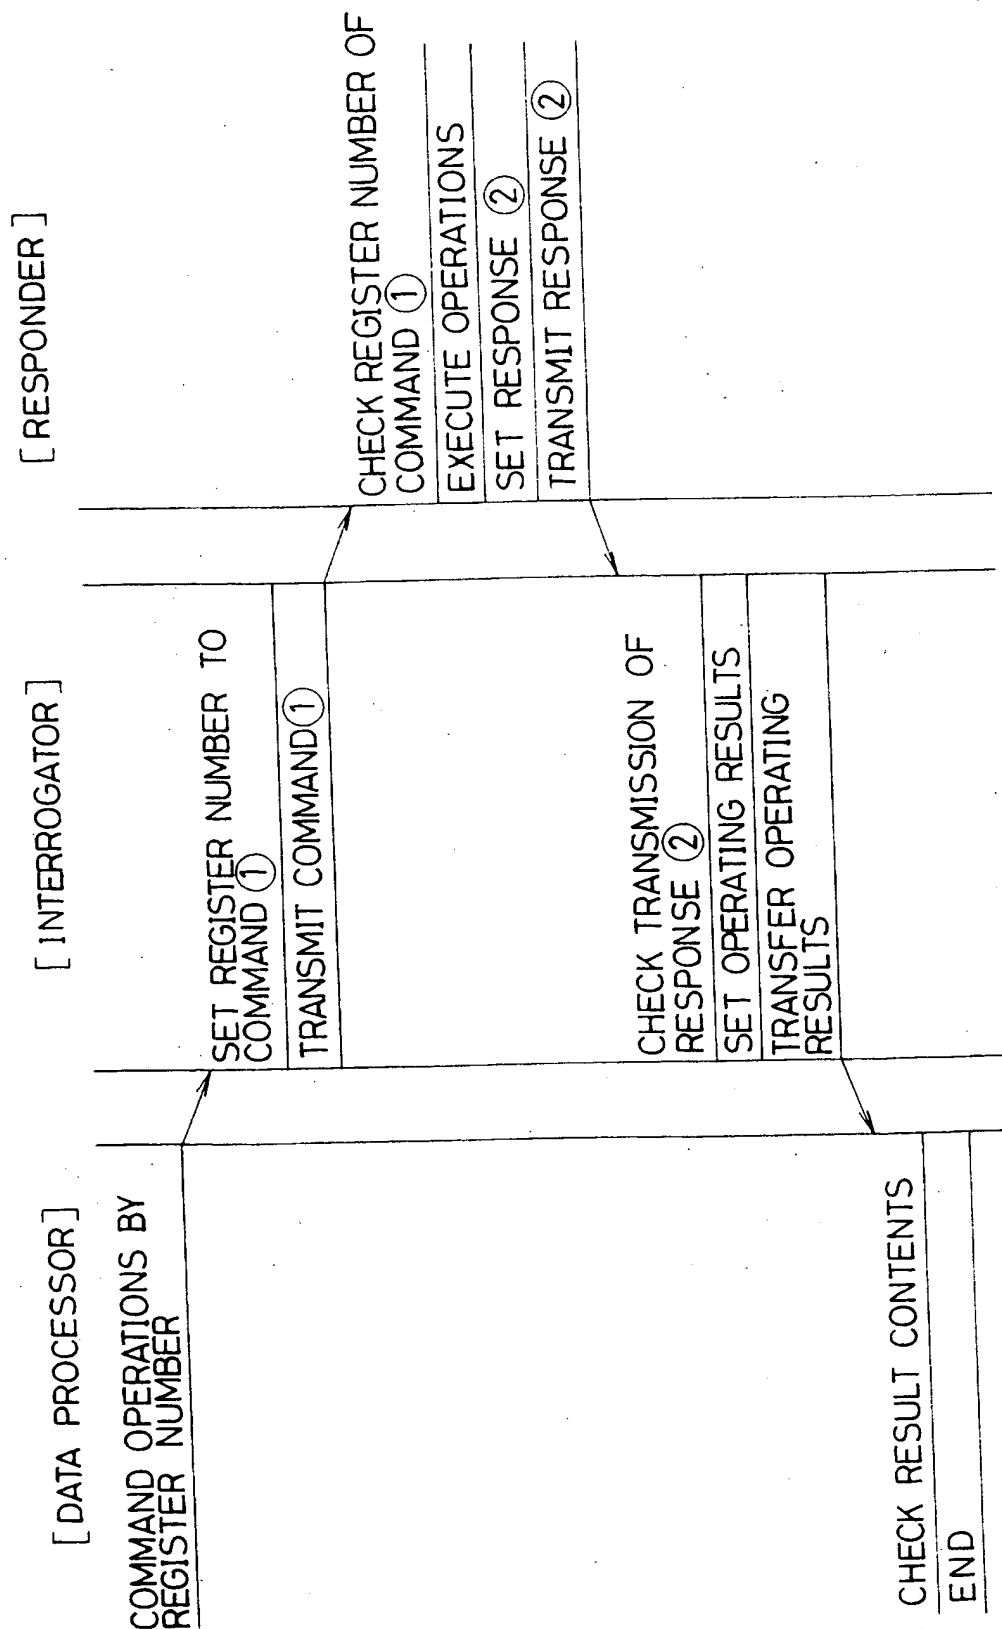 [DATA PROCESSOR]
[INTERROGATOR]
[RESPONDER]
COMMAND OPERATIONS BY
REGISTER NUMBER
SET REGISTER NUMBER TO
COMMAND ①
TRANSMIT COMMAND ①
CHECK REGISTER NUMBER OF
COMMAND ①
EXECUTE OPERATIONS
SET RESPONSE ②
TRANSMIT RESPONSE ②
CHECK TRANSMISSION OF
RESPONSE ②
SET OPERATING RESULTS
TRANSFER OPERATING
RESULTS
CHECK RESULT CONTENTS
END